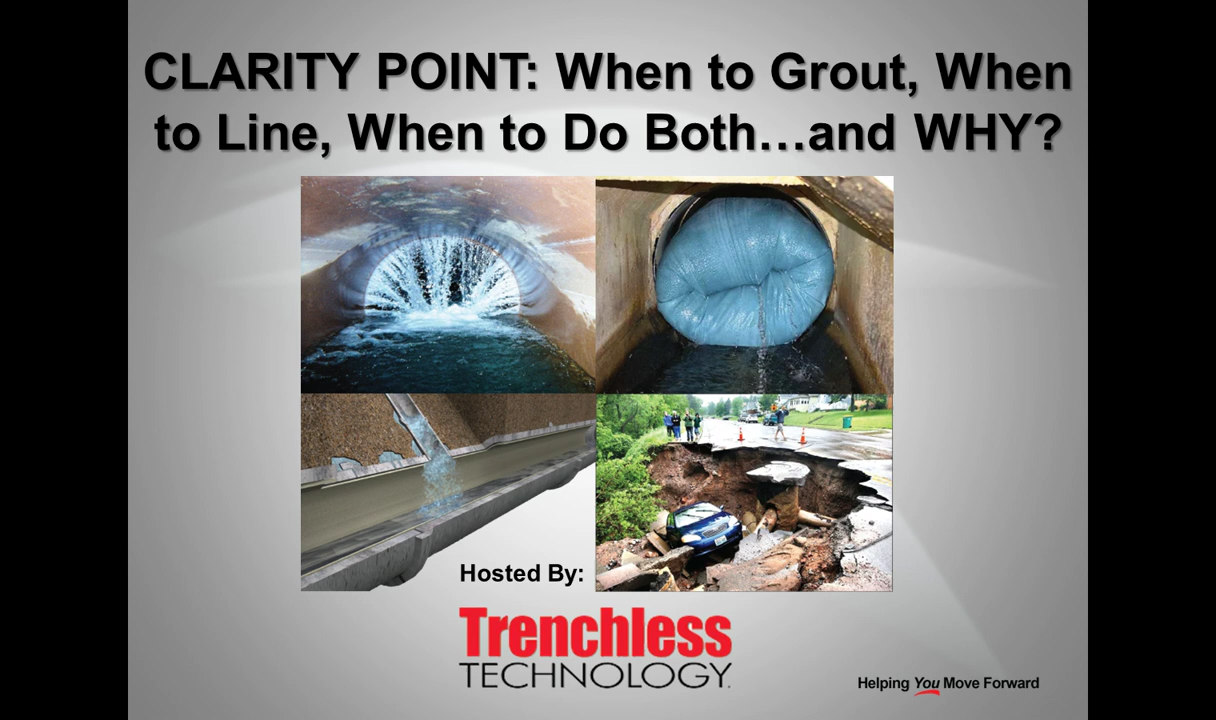 CLARITY POINT: When to Grout, When
to Line, When to Do Both…and WHY?
Hosted By:
Trenchless
TECHNOLOGY.
Helping You Move Forward